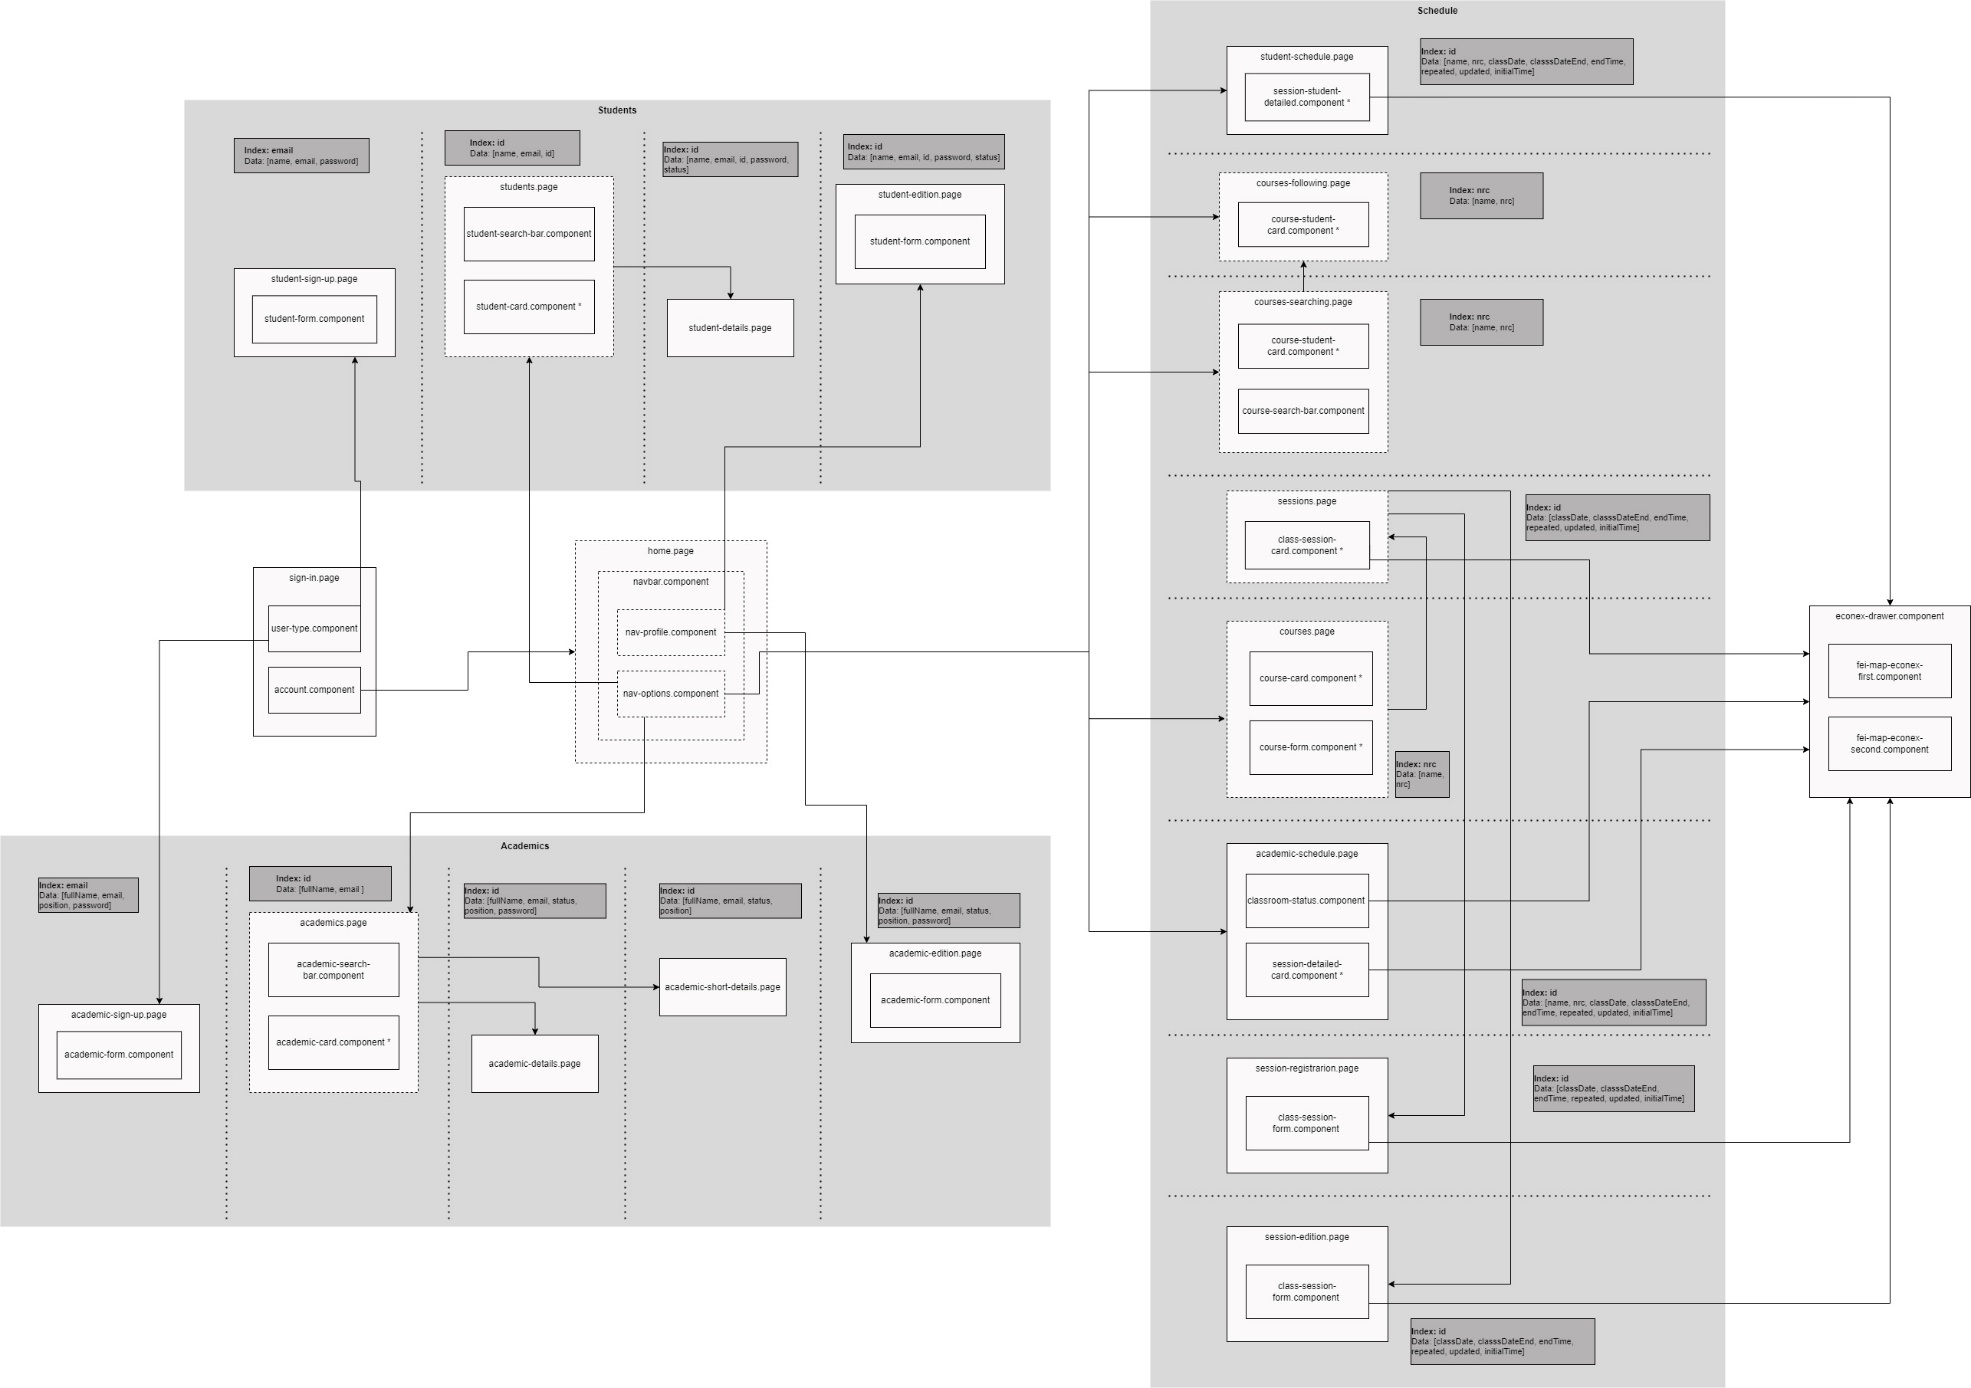 Schedule
student-schedule.page
session-student-
detailed.component *
Index: id
Data: [name, nrc, classDate, classsDateEnd, endTime,
repeated, updated, initialTime]
courses-following.page
course-student-
card.component *
Index: nrc
Data: [name, nrc]
courses-searching.page
course-student-
card.component *
course-search-bar.component
Index: nrc
Data: [name, nrc]
sessions.page
class-session-
card.component *
Index: id
Data: [classDate, classsDateEnd, endTime,
repeated, updated, initialTime]
courses.page
course-card.component *
course-form.component *
Index: nrc
Data: [name,
nrc]
academic-schedule.page
classroom-status.component
session-detailed-
card.component *
Index: id
Data: [name, nrc, classDate, classsDateEnd,
endTime, repeated, updated, initialTime]
session-registrarion.page
class-session-
form.component
Index: id
Data: [classDate, classsDateEnd,
endTime, repeated, updated, initialTime]
session-edition.page
class-session-
form.component
Index: id
Data: [classDate, classsDateEnd, endTime,
repeated, updated, initialTime]
econex-drawer.component
fei-map-econex-
first.component
fei-map-econex-
second.component
Students
Index: email
Data: [name, email, password]
student-sign-up.page
student-form.component
Index: id
Data: [name, email, id]
students.page
student-search-bar.component
student-card.component *
Index: id
Data: [name, email, id, password,
status]
student-details.page
Index: id
Data: [name, email, id, password, status]
student-edition.page
student-form.component
sign-in.page
user-type.component
account.component
home.page
navbar.component
nav-profile.component
nav-options.component
Academics
Index: email
Data: [fullName, email,
position, password]
academic-sign-up.page
academic-form.component
Index: id
Data: [fullName, email ]
academics.page
academic-search-
bar.component
academic-card.component *
Index: id
Data: [fullName, email, status,
position, password]
academic-details.page
Index: id
Data: [fullName, email, status,
position]
academic-short-details.page
Index: id
Data: [fullName, email, status,
position, password]
academic-edition.page
academic-form.component